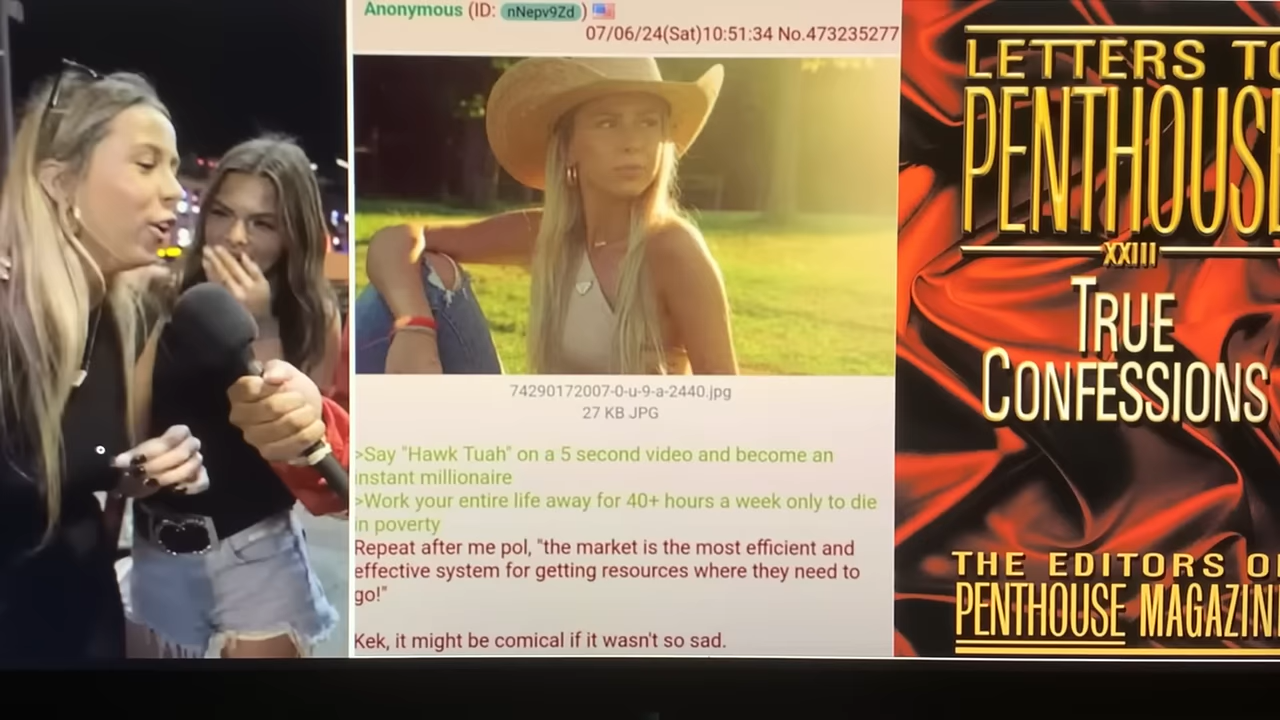 Anonymous (ID: nNepv9Zd)
07/06/24(Sat)10:51:34 No.473235277
74290172007-0-u-9-a-2440.jpg
27 KB JPG
>Say "Hawk Tuah" on a 5 second video and become an
instant millionaire
>Work your entire life away for 40+ hours a week only to die
in poverty
Repeat after me pol, "the market is the most efficient and
effective system for getting resources where they need to
go!"
Kek, it might be comical if it wasn't so sad.
LETTERS TO
PENTHOUSE
XXIII
TRUE
CONFESSIONS
THE EDITORS O
PENTHOUSE MAGAZIN